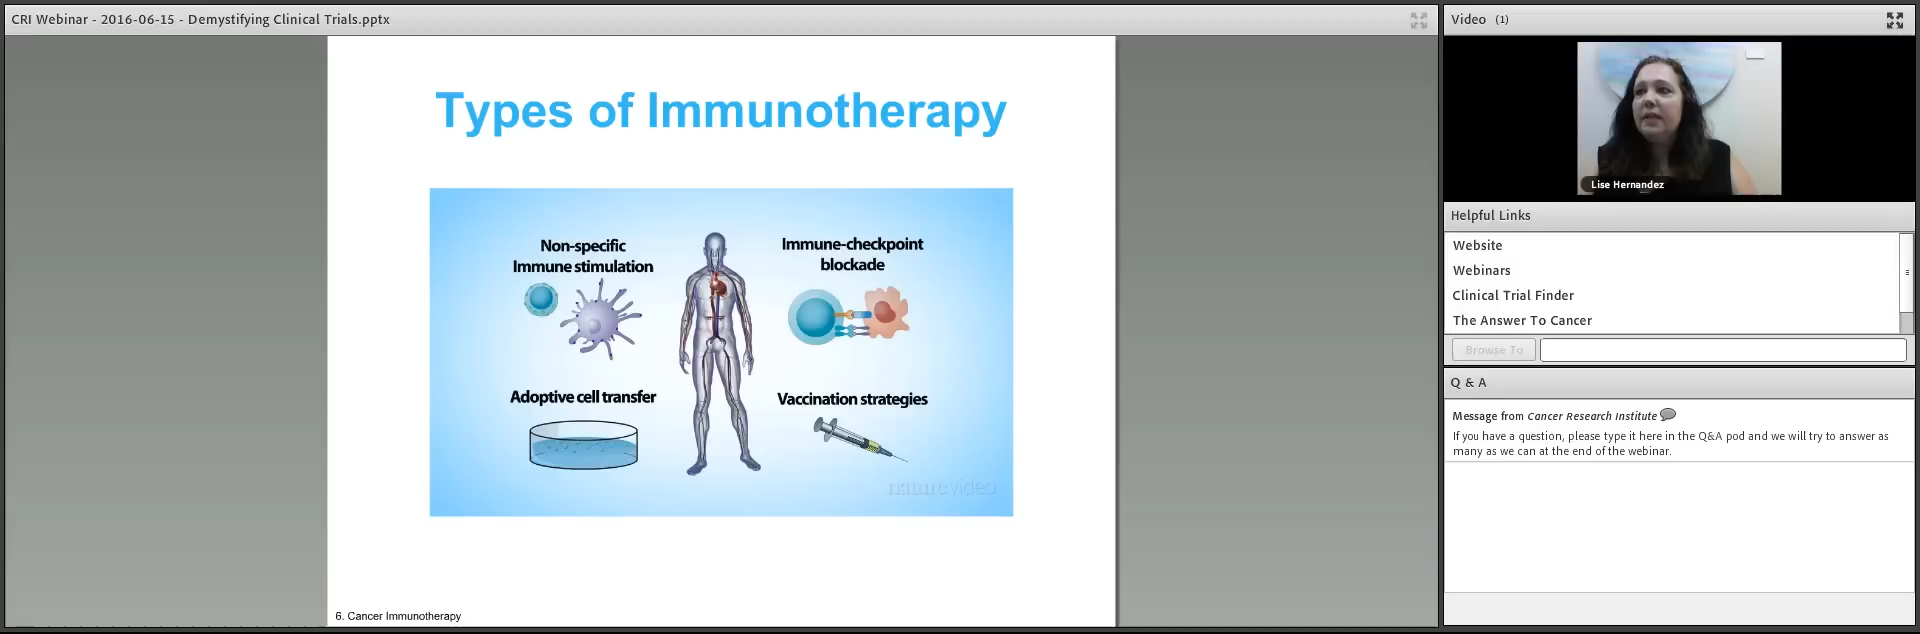 CRI Webinar - 2016-06-15 - Demystifying Clinical Trials.pptx
Types of Immunotherapy
Non-specific
Immune stimulation
Immune-checkpoint
blockade
Adoptive cell transfer
Vaccination strategies
nature video
6. Cancer Immunotherapy
Video (1)
Lise Hernandez
Helpful Links
Website
Webinars
Clinical Trial Finder
The Answer To Cancer
Browse To
Q & A
Message from Cancer Research Institute
If you have a question, please type it here in the Q&A pod and we will try to answer as
many as we can at the end of the webinar.